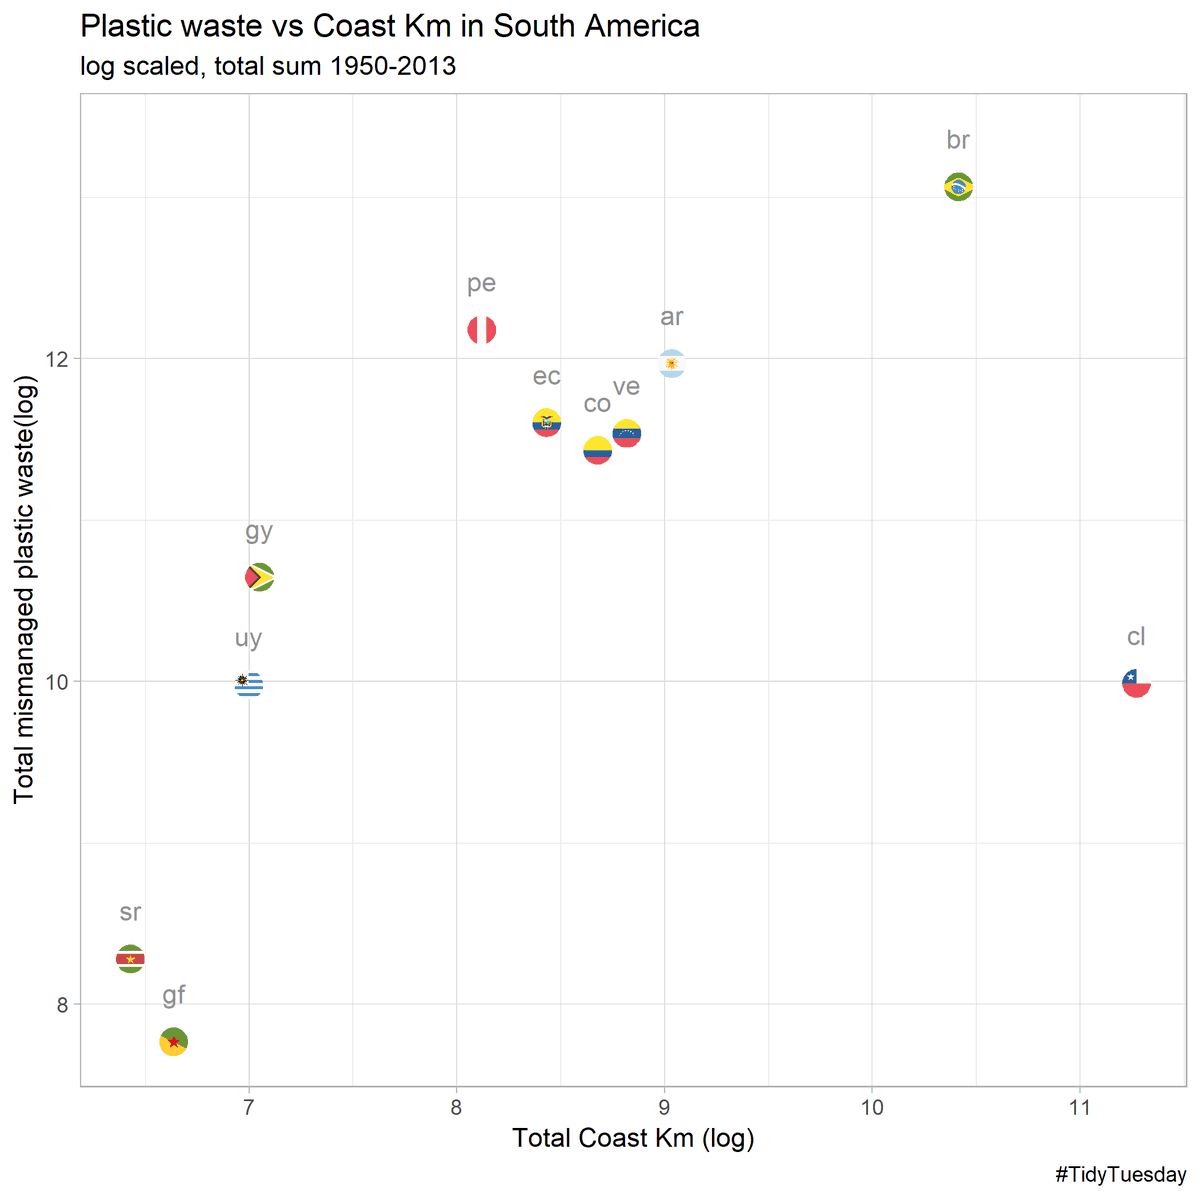 Plastic waste vs Coast Km in South America
log scaled, total sum 1950-2013
br
pe
ar
ec
ve
co
gy
uy
cl
sr
gf
12
10
8
Total mismanaged plastic waste(log)
7 8 9 10 11
Total Coast Km (log)
#TidyTuesday